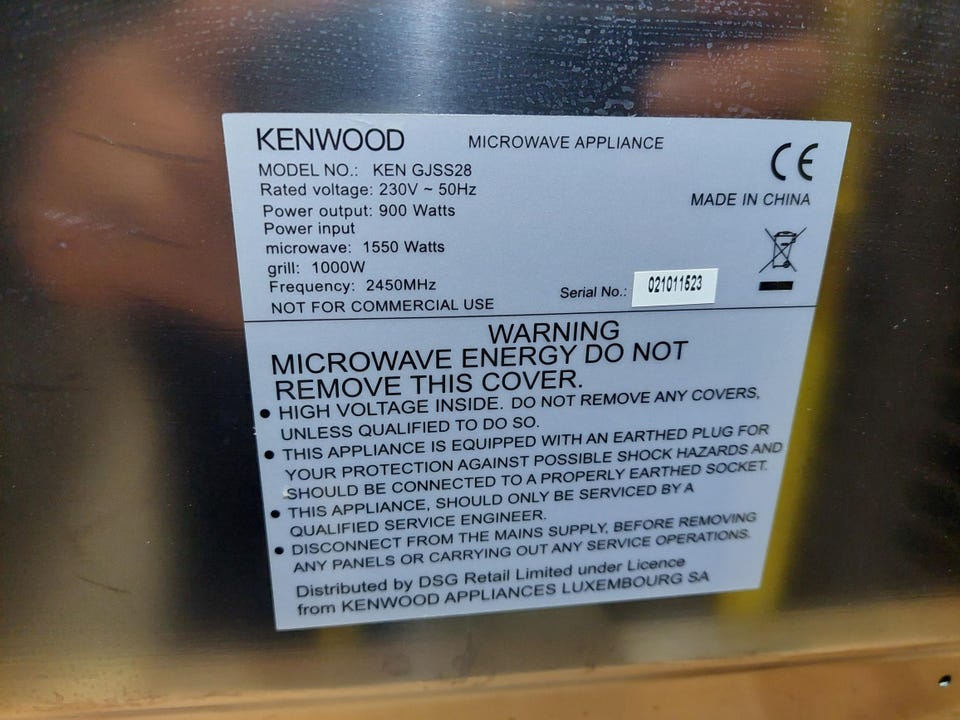 KENWOOD MICROWAVE APPLIANCE
CE
MODEL NO.: KEN GJSS28
Rated voltage: 230V ~ 50Hz
MADE IN CHINA
Power output: 900 Watts
Power input
microwave: 1550 Watts
grill: 1000W
Frequency: 2450MHz
Serial No.: 021011523
NOT FOR COMMERCIAL USE
WARNING
MICROWAVE ENERGY DO NOT
REMOVE THIS COVER.
● HIGH VOLTAGE INSIDE. DO NOT REMOVE ANY COVERS,
UNLESS QUALIFIED TO DO SO.
● THIS APPLIANCE IS EQUIPPED WITH AN EARTHED PLUG FOR
YOUR PROTECTION AGAINST POSSIBLE SHOCK HAZARDS AND
SHOULD BE CONNECTED TO A PROPERLY EARTHED SOCKET.
● THIS APPLIANCE, SHOULD ONLY BE SERVICED BY A
QUALIFIED SERVICE ENGINEER.
● DISCONNECT FROM THE MAINS SUPPLY, BEFORE REMOVING
ANY PANELS OR CARRYING OUT ANY SERVICE OPERATIONS.
Distributed by DSG Retail Limited under Licence
from KENWOOD APPLIANCES LUXEMBOURG SA